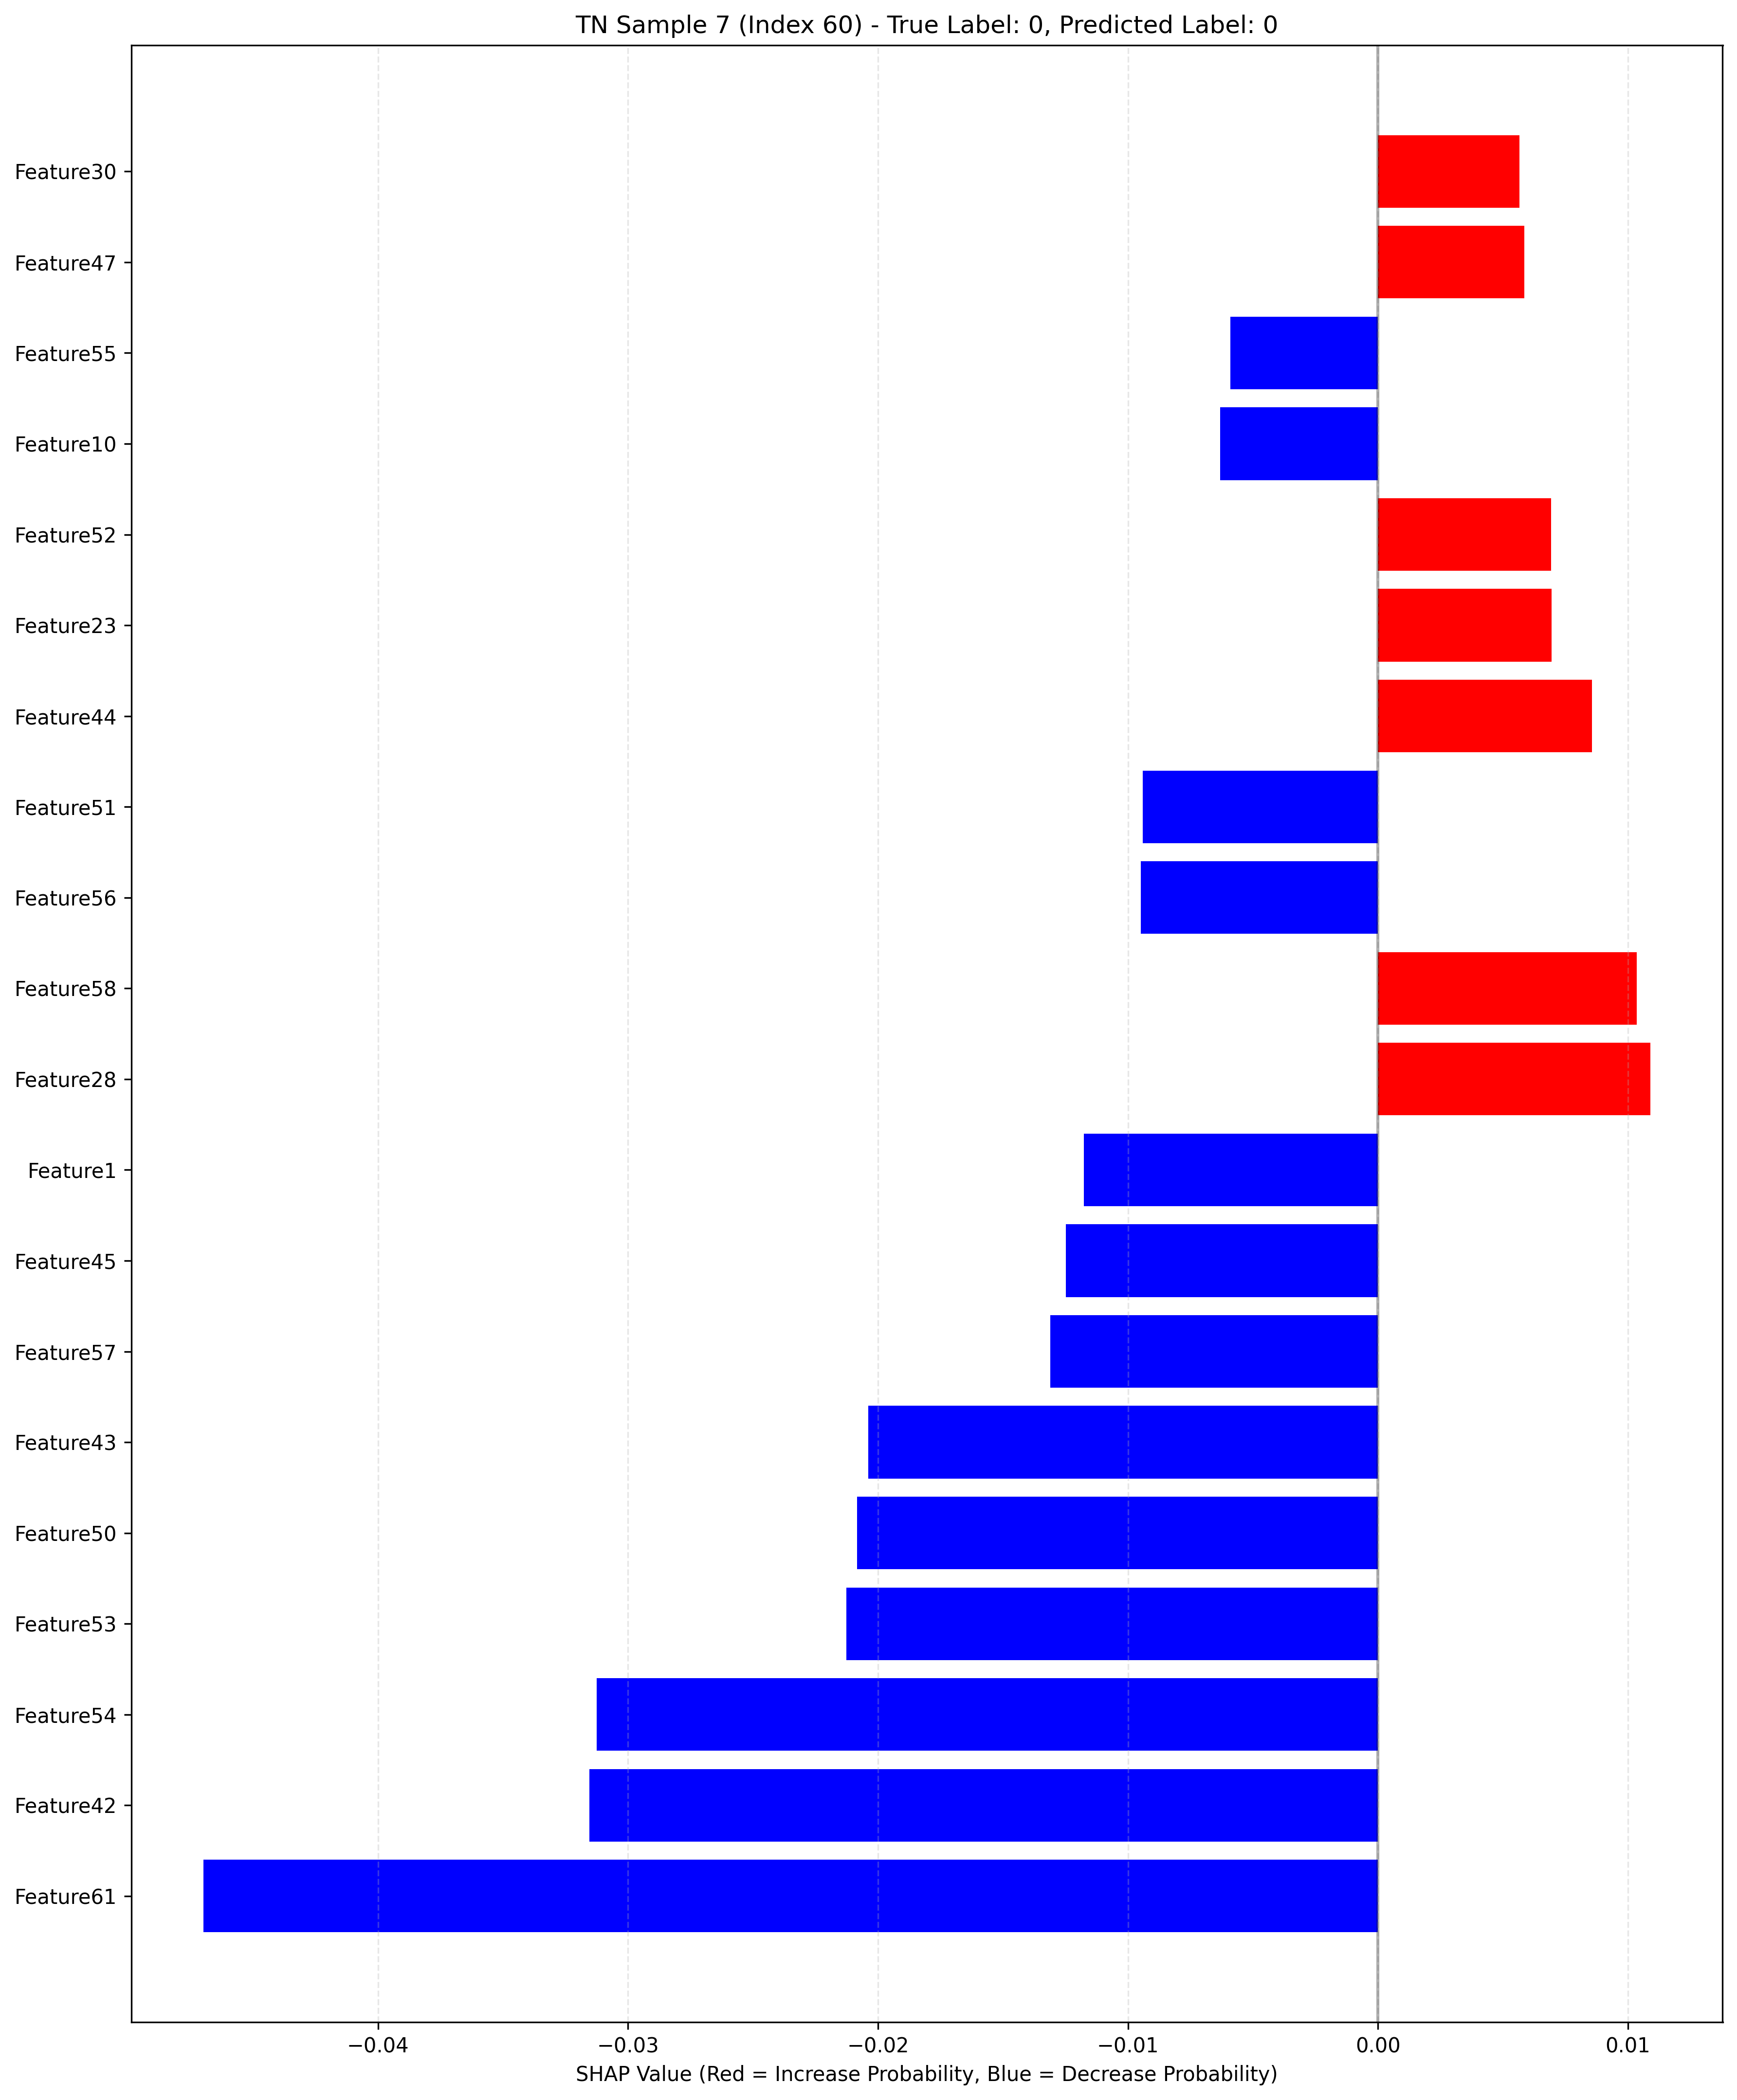 TN Sample 7 (Index 60) - True Label: 0, Predicted Label: 0
Feature30
Feature47
Feature55
Feature10
Feature52
Feature23
Feature44
Feature51
Feature56
Feature58
Feature28
Feature1
Feature45
Feature57
Feature43
Feature50
Feature53
Feature54
Feature42
Feature61
−0.04 −0.03 −0.02 −0.01 0.00 0.01
SHAP Value (Red = Increase Probability, Blue = Decrease Probability)